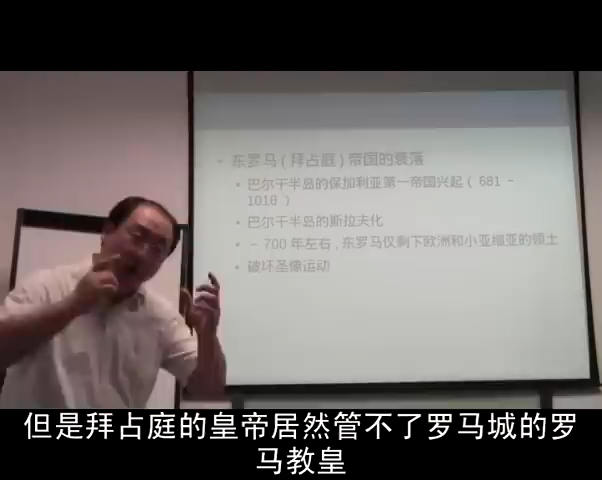 • 东罗马(拜占庭)帝国的衰落
• 巴尔干半岛的保加利亚第一帝国兴起(681 -
1018 )
• 巴尔干半岛的斯拉夫化
• – 700 年左右,东罗马仅剩下欧洲和小亚细亚的领土
• 破坏圣像运动
但是拜占庭的皇帝居然管不了罗马城的罗
马教皇